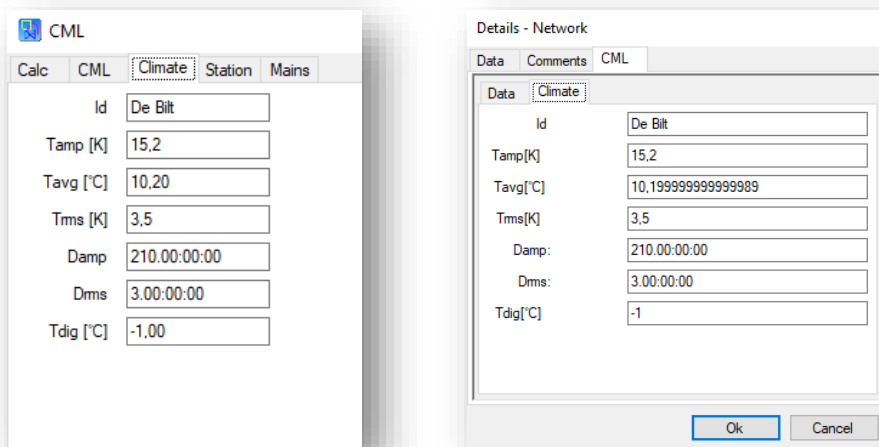 CML
Calc CML Climate Station Mains
Id De Bilt
Tamp [K] 15,2
Tavg [°C] 10,20
Trms [K] 3,5
Damp 210.00:00:00
Drms 3.00:00:00
Tdig [°C] -1,00
Details - Network
Data Comments CML
Data Climate
Id De Bilt
Tamp[K] 15,2
Tavg[°C] 10,199999999999989
Trms[K] 3,5
Damp: 210.00:00:00
Drms: 3.00:00:00
Tdig[°C] -1
Ok Cancel